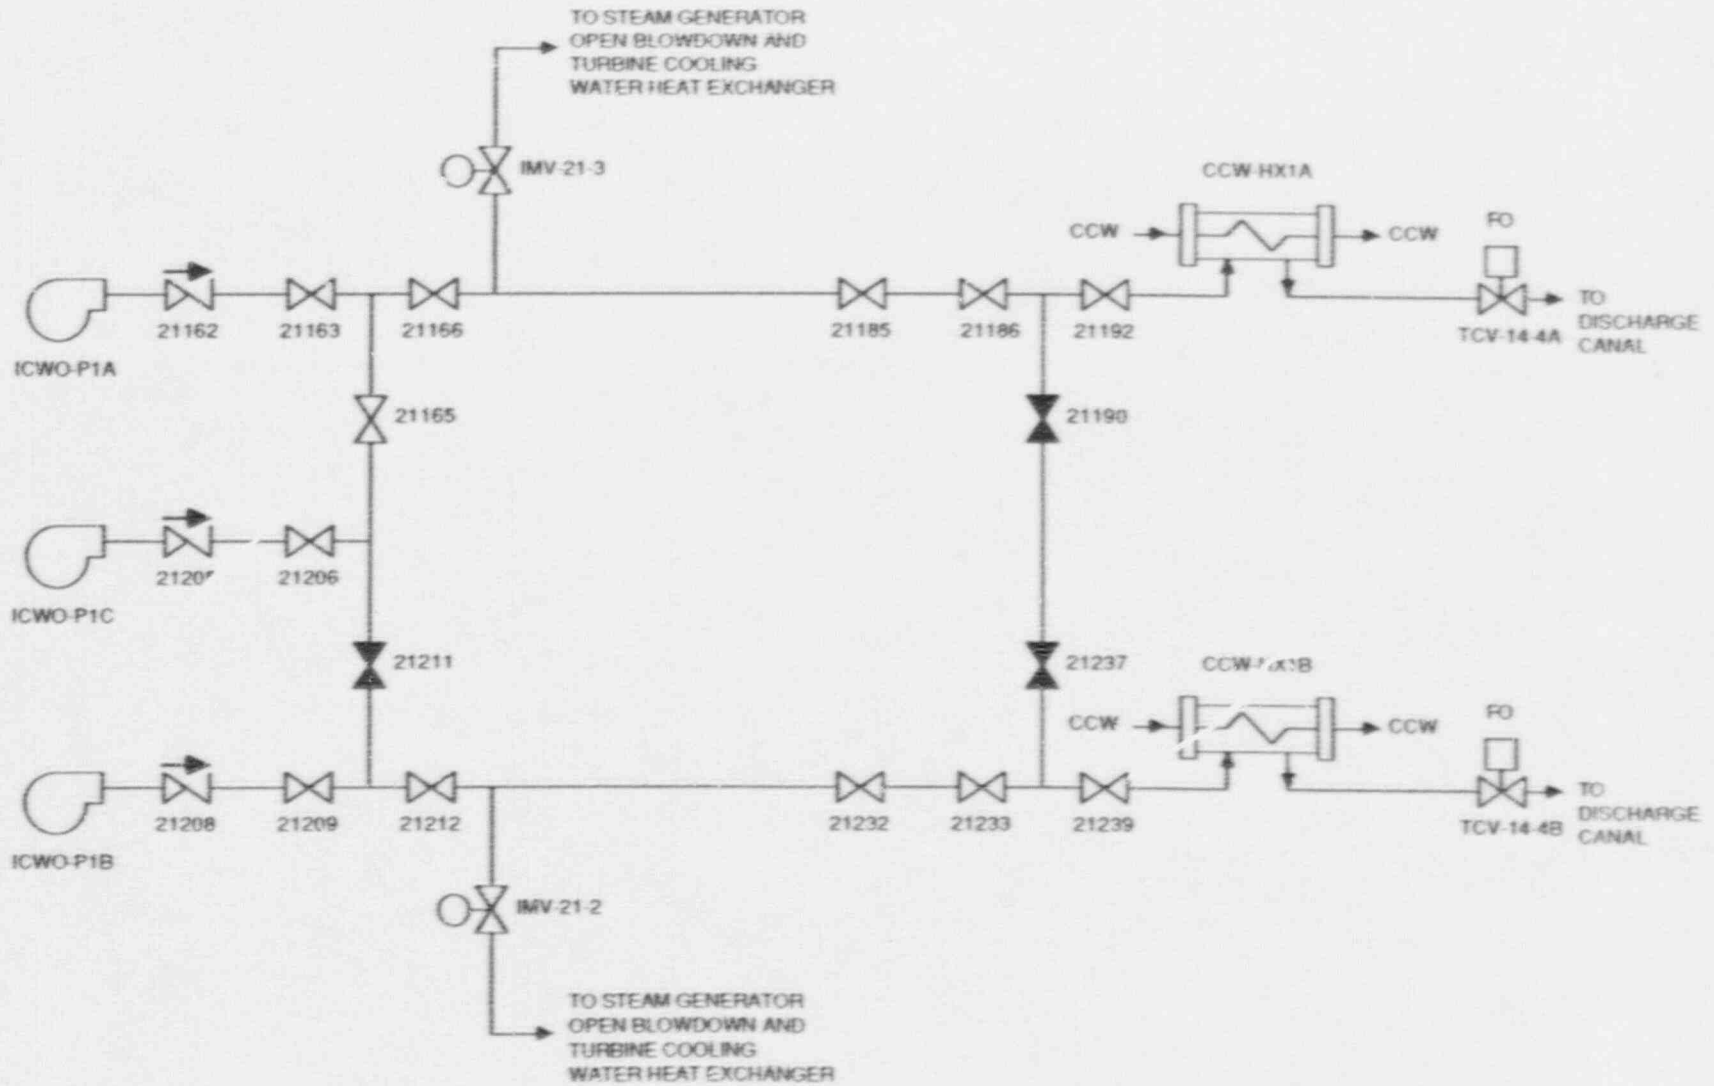 TO STEAM GENERATOR
OPEN BLOWDOWN AND
TURBINE COOLING
WATER HEAT EXCHANGER
IMV-21-3
CCW-HX1A
CCW
CCW
FO
21162
21163
21166
21185
21186
21192
TO
DISCHARGE
CANAL
TCV-14-4A
ICWO-P1A
21165
21190
21206
ICWO-P1C
21211
21237
CCW
CCW
FO
21208
21209
21212
21232
21233
21239
TO
DISCHARGE
CANAL
TCV-14-4B
ICWO-P1B
IMV-21-2
TO STEAM GENERATOR
OPEN BLOWDOWN AND
TURBINE COOLING
WATER HEAT EXCHANGER